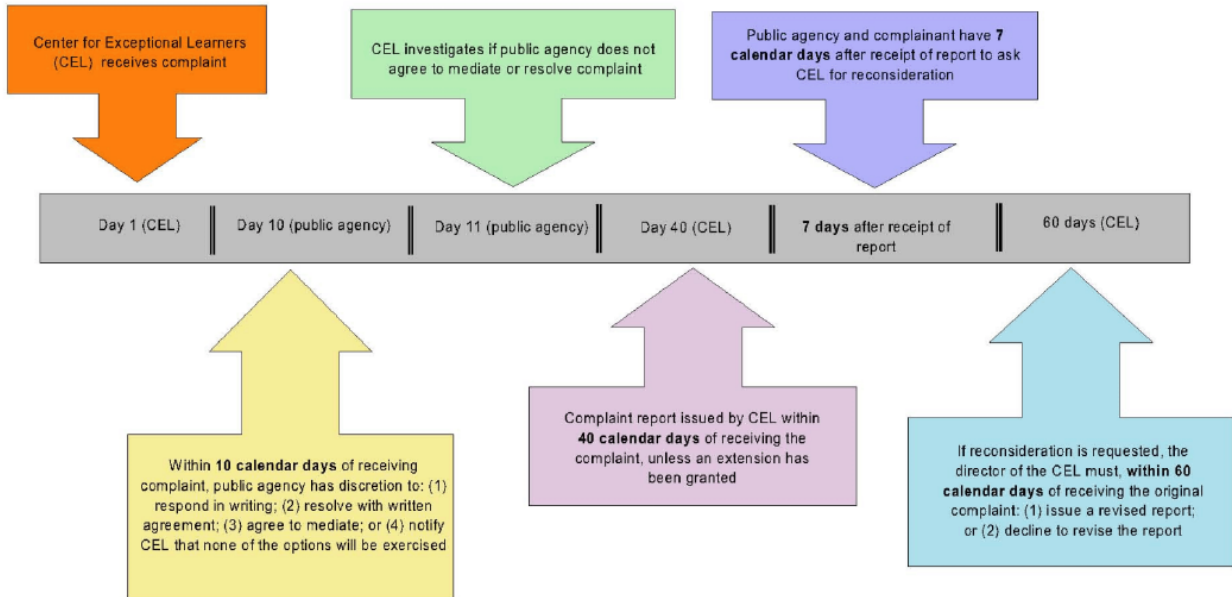 Center for Exceptional Learners
(CEL) receives complaint
CEL investigates if public agency does not
agree to mediate or resolve complaint
Public agency and complainant have 7
calendar days after receipt of report to ask
CEL for reconsideration
Day 1 (CEL)
Day 10 (public agency)
Day 11 (public agency)
Day 40 (CEL)
7 days after receipt of
report
60 days (CEL)
Within 10 calendar days of receiving
complaint, public agency has discretion to: (1)
respond in writing; (2) resolve with written
agreement; (3) agree to mediate; or (4) notify
CEL that none of the options will be exercised
Complaint report issued by CEL within
40 calendar days of receiving the
complaint, unless an extension has
been granted
If reconsideration is requested, the
director of the CEL must, within 60
calendar days of receiving the original
complaint: (1) issue a revised report;
or (2) decline to revise the report